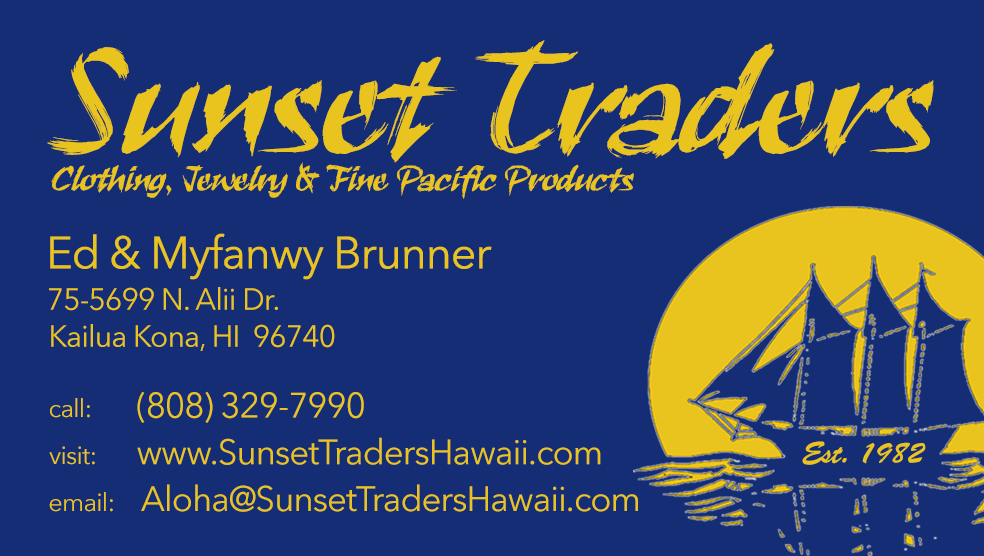 Sunset Traders
Clothing, Jewelry & Fine Pacific Products
Ed & Myfanwy Brunner
75-5699 N. Alii Dr.
Kailua Kona, HI 96740
call: (808) 329-7990
visit: www.SunsetTradersHawaii.com
email: Aloha@SunsetTradersHawaii.com
Est. 1982